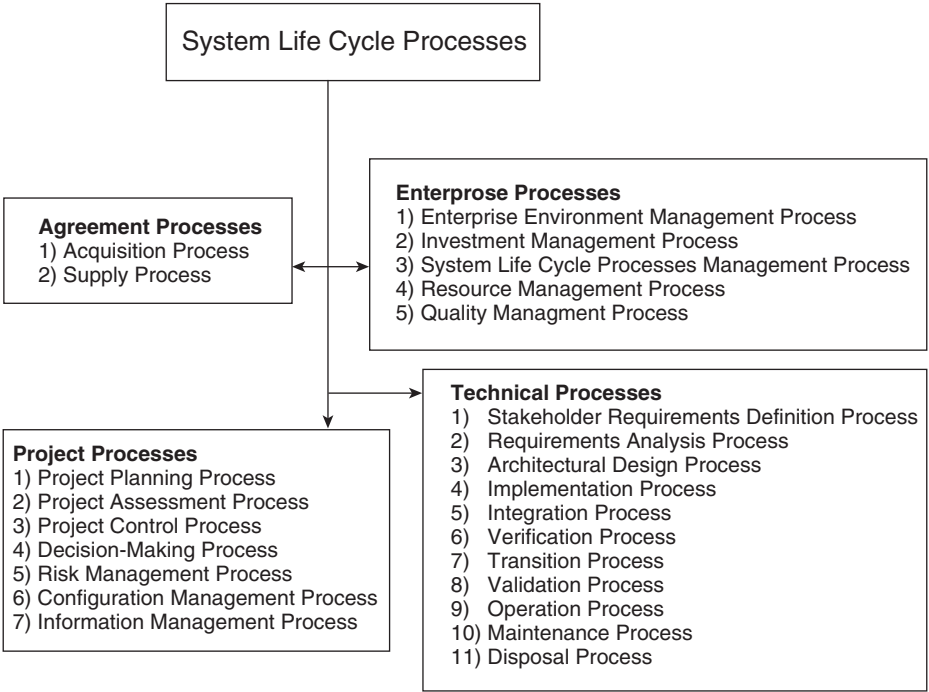 System Life Cycle Processes
Agreement Processes
1) Acquisition Process
2) Supply Process
Enterprose Processes
1) Enterprise Environment Management Process
2) Investment Management Process
3) System Life Cycle Processes Management Process
4) Resource Management Process
5) Quality Managment Process
Project Processes
1) Project Planning Process
2) Project Assessment Process
3) Project Control Process
4) Decision-Making Process
5) Risk Management Process
6) Configuration Management Process
7) Information Management Process
Technical Processes
1) Stakeholder Requirements Definition Process
2) Requirements Analysis Process
3) Architectural Design Process
4) Implementation Process
5) Integration Process
6) Verification Process
7) Transition Process
8) Validation Process
9) Operation Process
10) Maintenance Process
11) Disposal Process